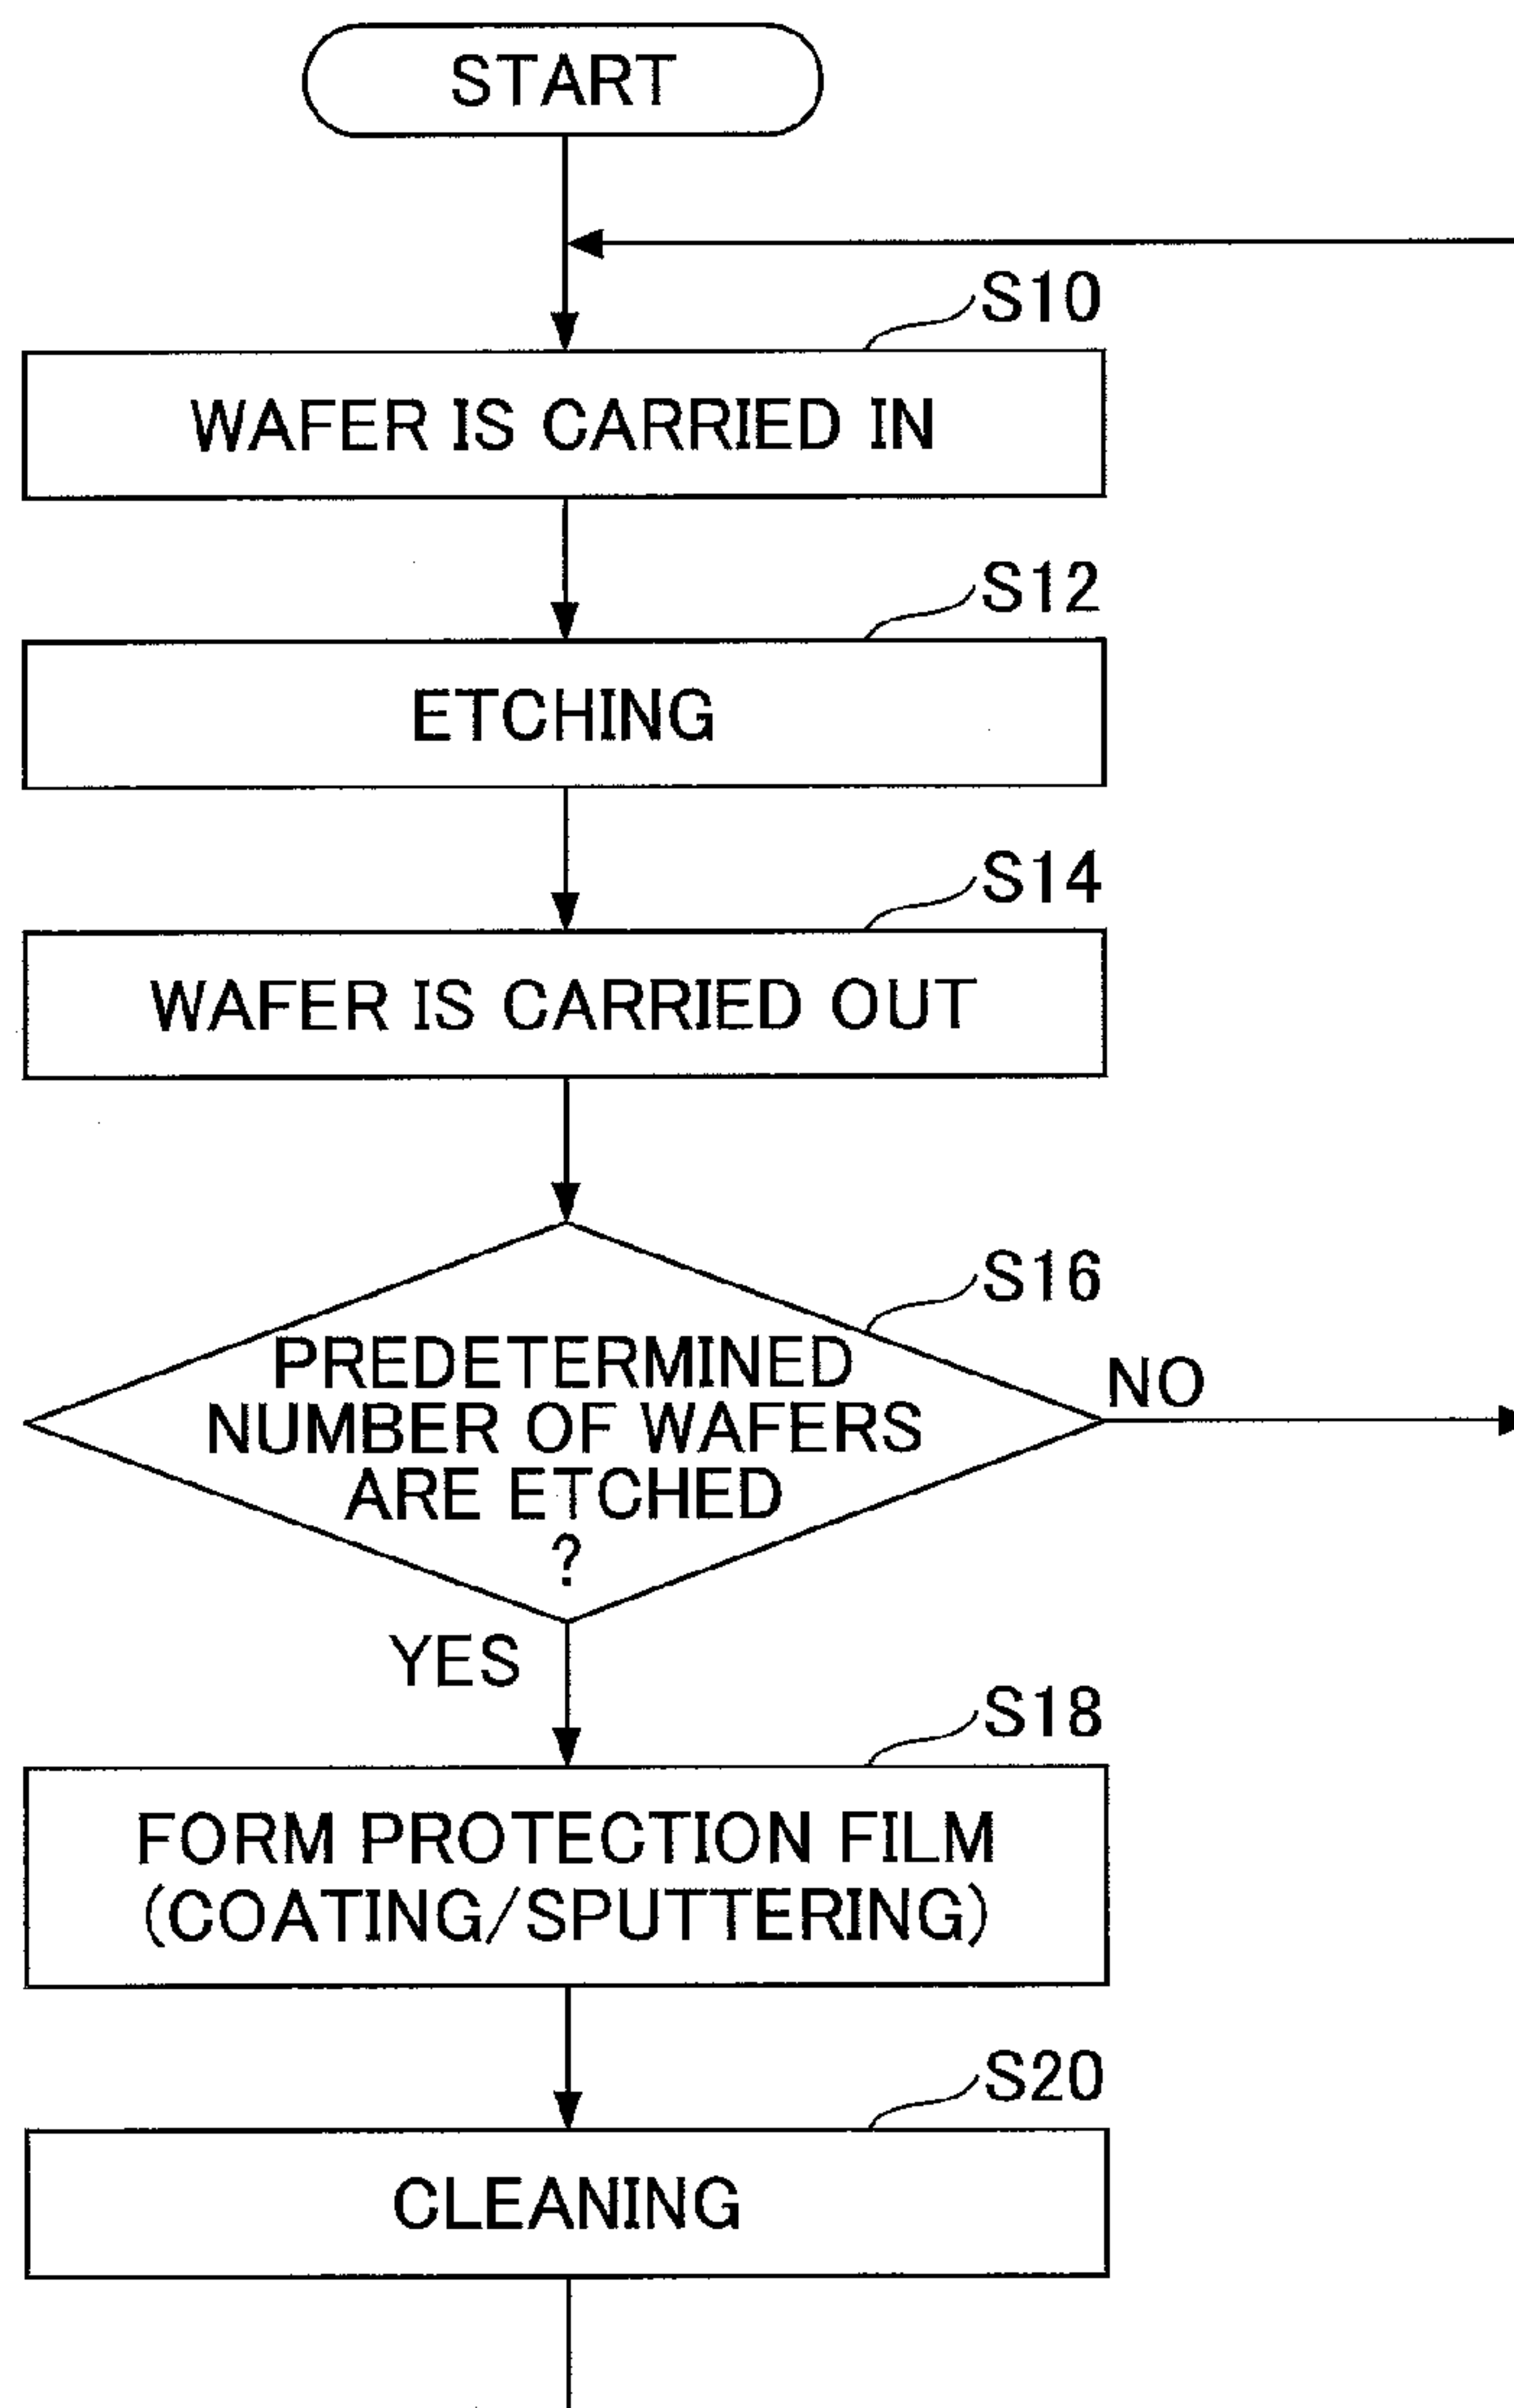 START
S10
WAFER IS CARRIED IN
S12
ETCHING
S14
WAFER IS CARRIED OUT
S16
PREDETERMINED
NUMBER OF WAFERS
ARE ETCHED
?
NO
YES
S18
FORM PROTECTION FILM
(COATING/SPUTTERING)
S20
CLEANING